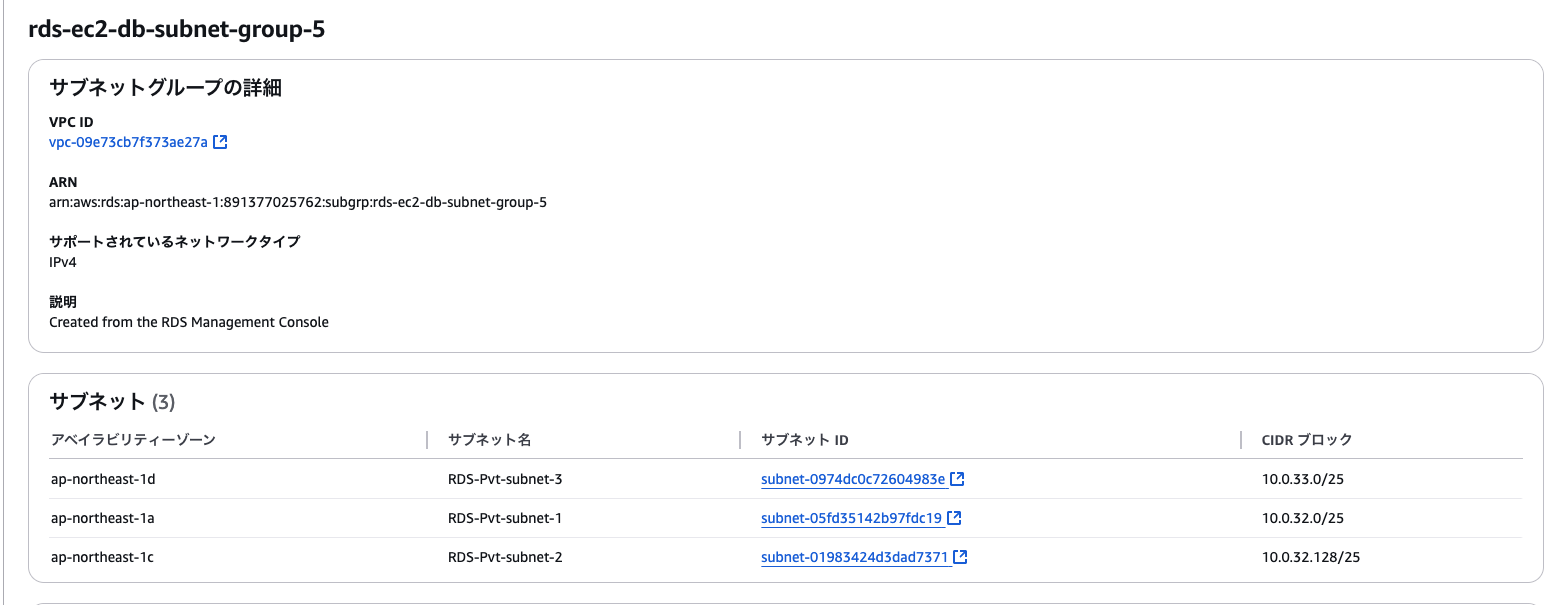 rds-ec2-db-subnet-group-5
サブネットグループの詳細
VPC ID
vpc-09e73cb7f373ae27a
ARN
arn:aws:rds:ap-northeast-1:891377025762:subgrp:rds-ec2-db-subnet-group-5
サポートされているネットワークタイプ
IPv4
説明
Created from the RDS Management Console
サブネット (3)
アベイラビリティーゾーン サブネット名 サブネット ID CIDR ブロック
ap-northeast-1d RDS-Pvt-subnet-3 subnet-0974dc0c72604983e 10.0.33.0/25
ap-northeast-1a RDS-Pvt-subnet-1 subnet-05fd35142b97fdc19 10.0.32.0/25
ap-northeast-1c RDS-Pvt-subnet-2 subnet-01983424d3dad7371 10.0.32.128/25